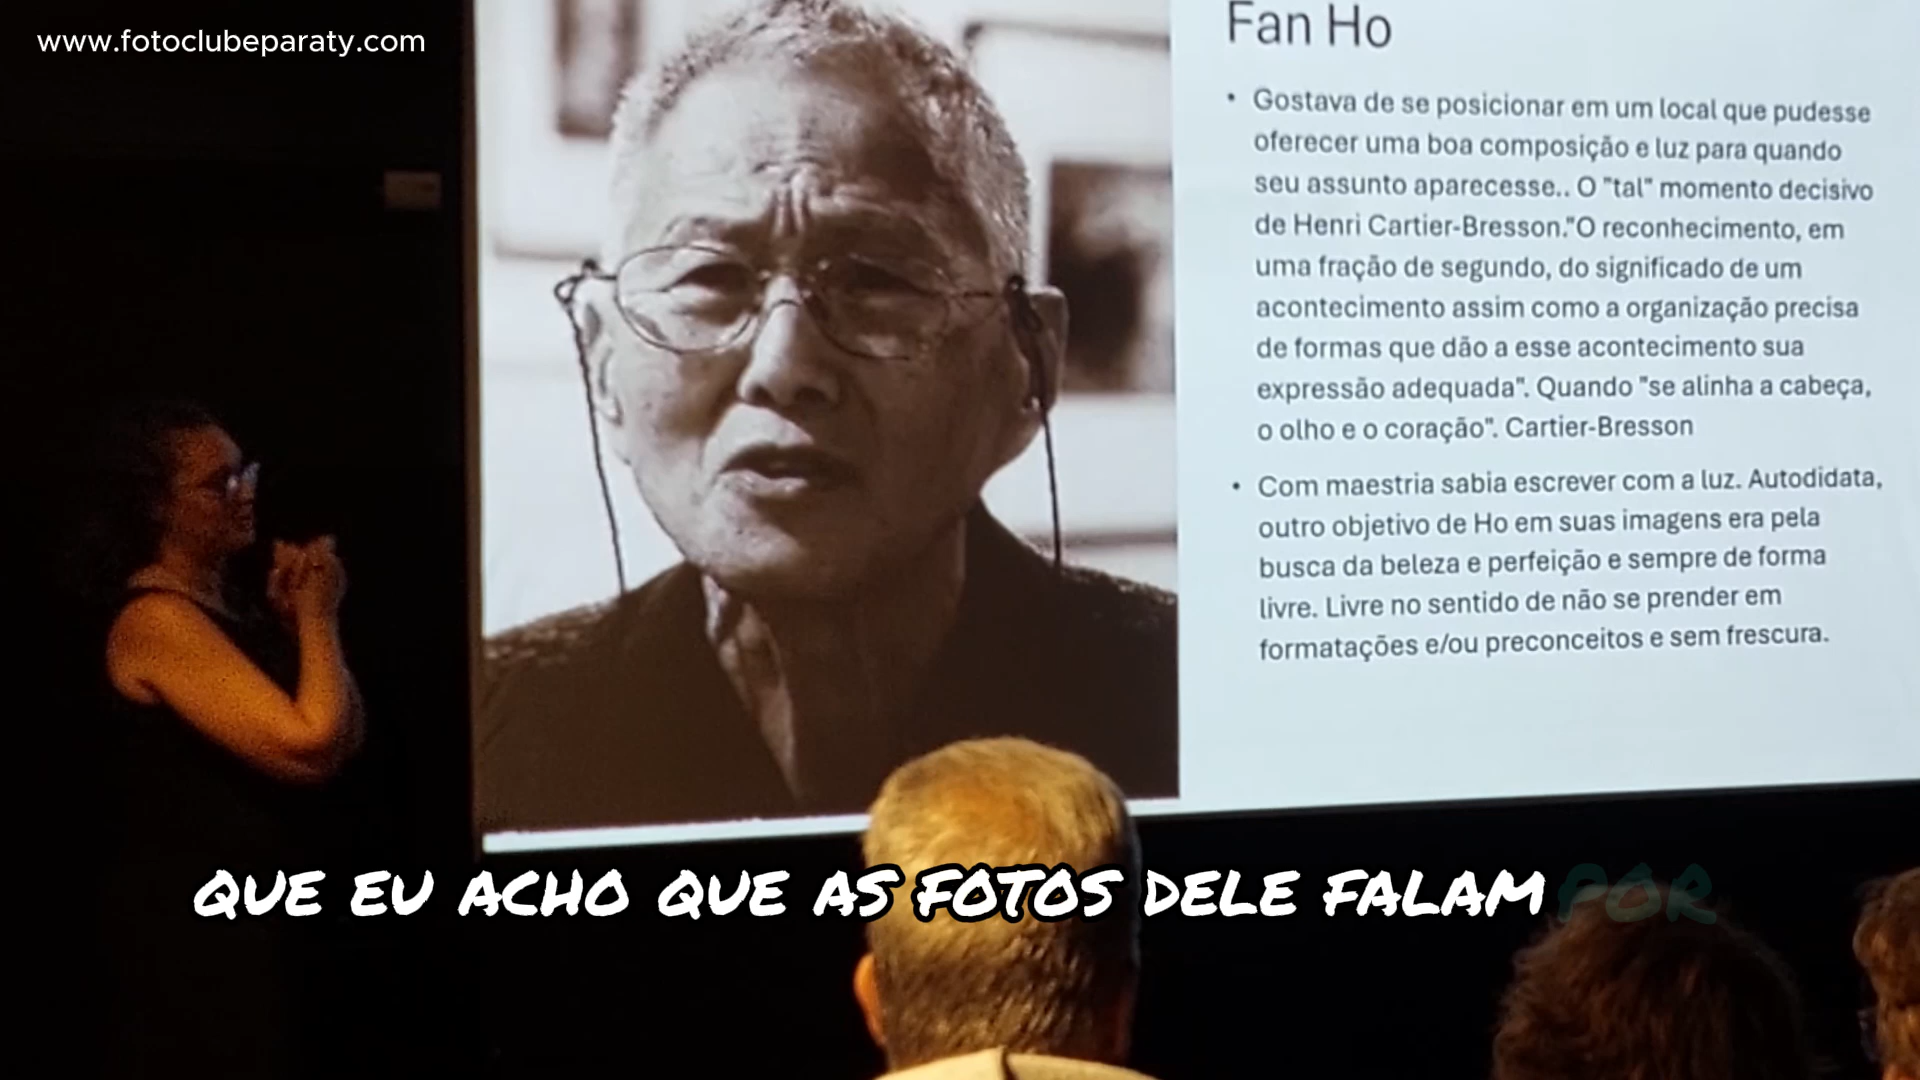 www.fotoclubeparaty.com
Fan Ho
• Gostava de se posicionar em um local que pudesse
oferecer uma boa composição e luz para quando
seu assunto aparecesse.. O "tal" momento decisivo
de Henri Cartier-Bresson."O reconhecimento, em
uma fração de segundo, do significado de um
acontecimento assim como a organização precisa
de formas que dão a esse acontecimento sua
expressão adequada". Quando "se alinha a cabeça,
o olho e o coração". Cartier-Bresson
• Com maestria sabia escrever com a luz. Autodidata,
outro objetivo de Ho em suas imagens era pela
busca da beleza e perfeição e sempre de forma
livre. Livre no sentido de não se prender em
formatações e/ou preconceitos e sem frescura.
QUE EU ACHO QUE AS FOTOS DELE FALAM POR